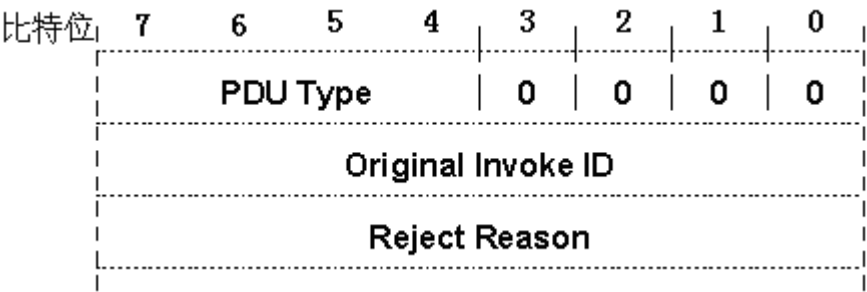 比特位 7 6 5 4 3 2 1 0
PDU Type 0 0 0 0
Original Invoke ID
Reject Reason